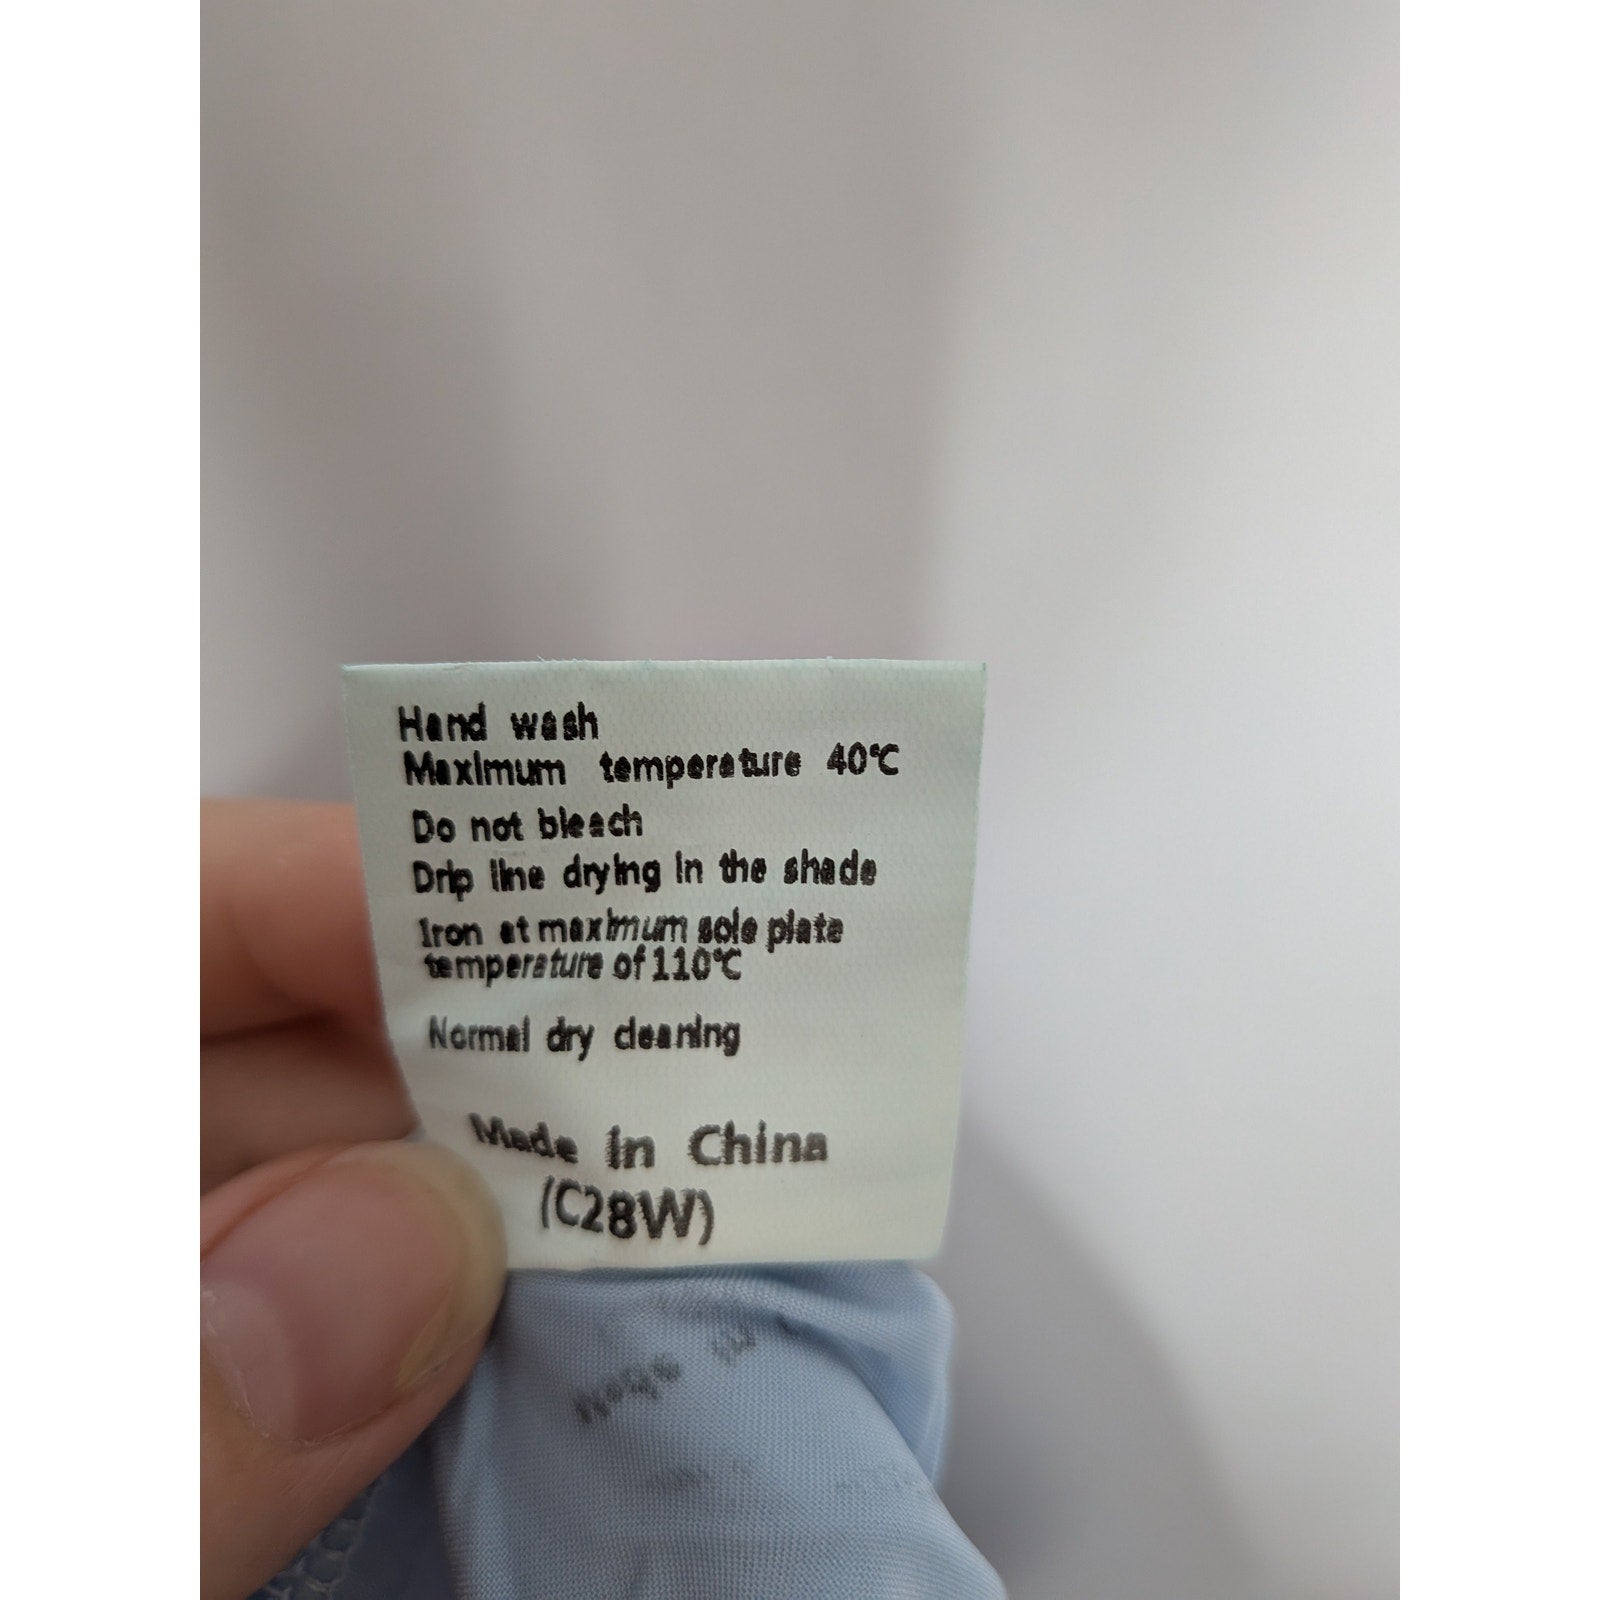 Hand wash
Maximum temperature 40℃
Do not bleach
Drip line drying in the shade
Iron at maximum sole plate
temperature of 110℃
Normal dry cleaning
Made in China
(C28W)